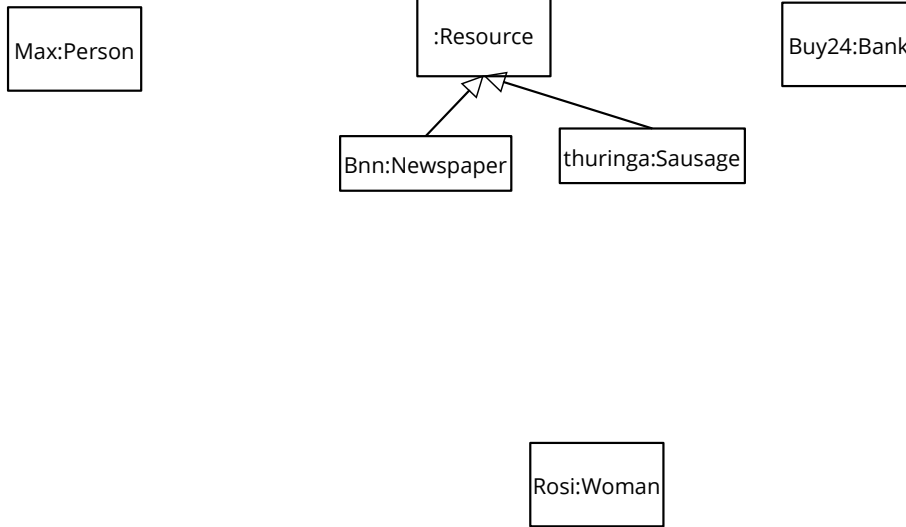 Max:Person
:Resource
Buy24:Bank
Bnn:Newspaper
thuringa:Sausage
Rosi:Woman